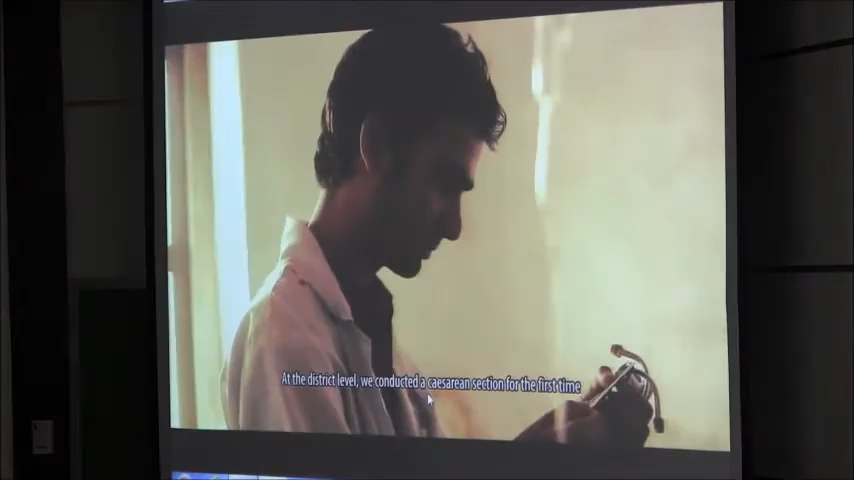 At the district level, we conducted a caesarean section for the first time